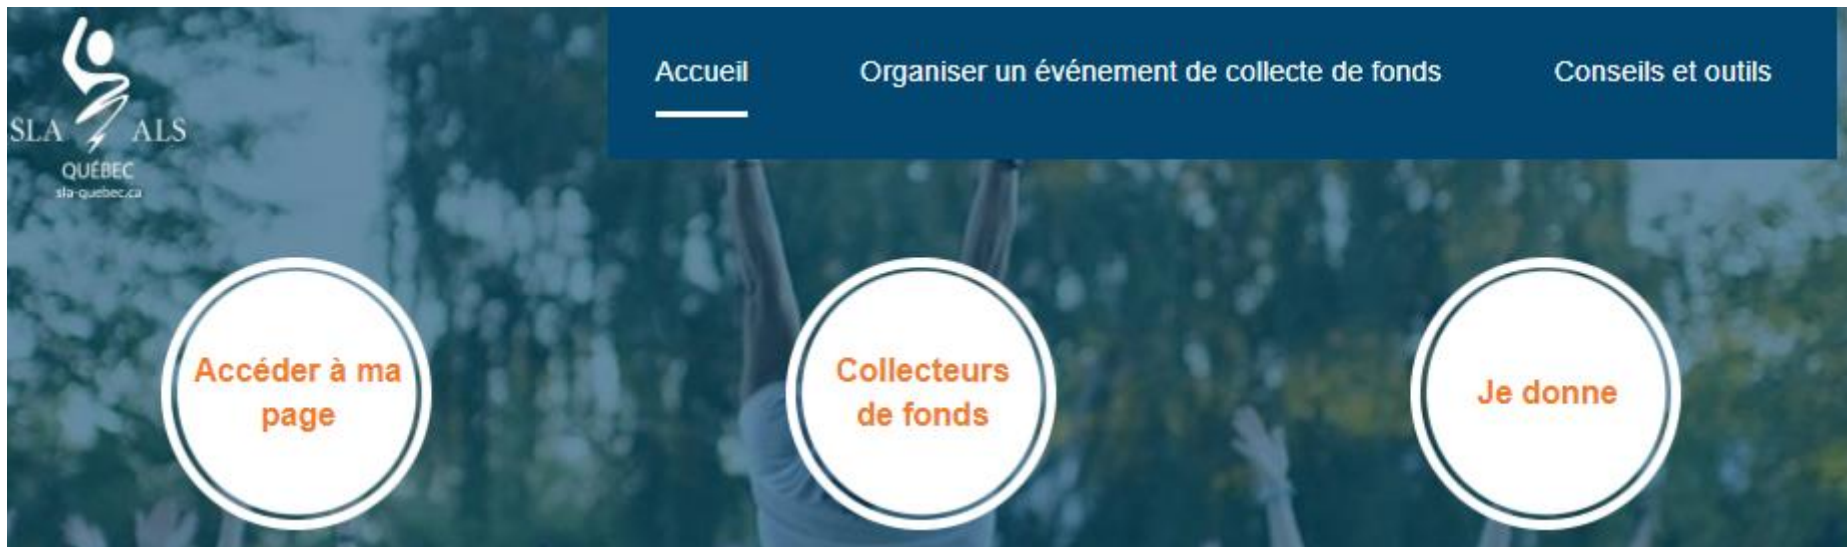 SLA ALS
QUÉBEC
sla-quebec.ca
Accueil
Organiser un événement de collecte de fonds
Conseils et outils
Accéder à ma
page
Collecteurs
de fonds
Je donne